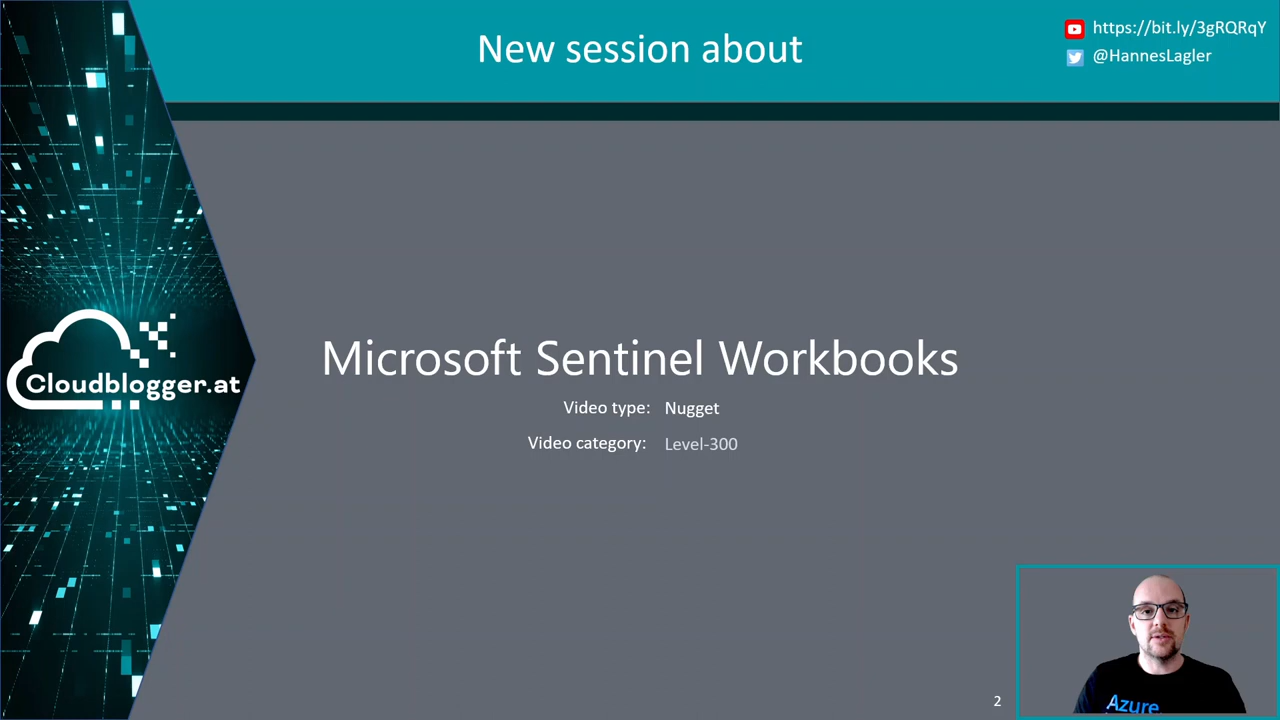 New session about
https://bit.ly/3gRQRqY
@HannesLagler
Cloudblogger.at
Microsoft Sentinel Workbooks
Video type: Nugget
Video category: Level-300
Azure
2